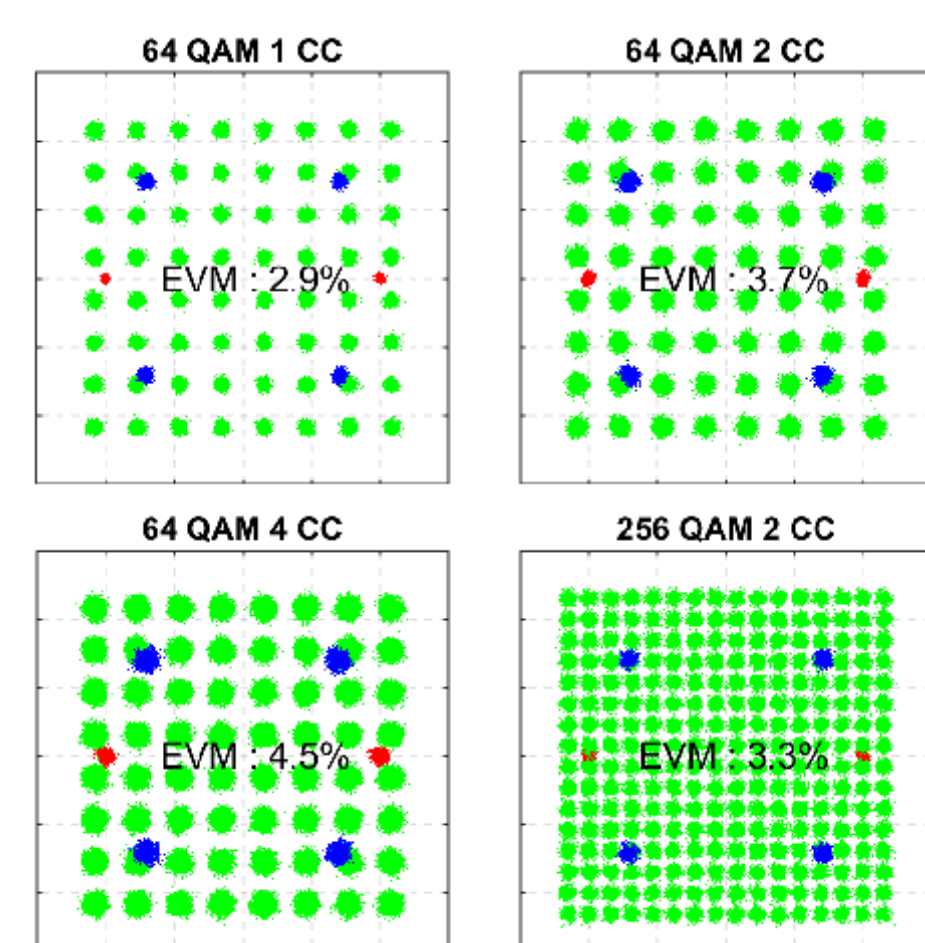 64 QAM 1 CC
64 QAM 2 CC
EVM : 2.9%
EVM : 3.7%
64 QAM 4 CC
256 QAM 2 CC
EVM : 4.5%
EVM : 3.3%